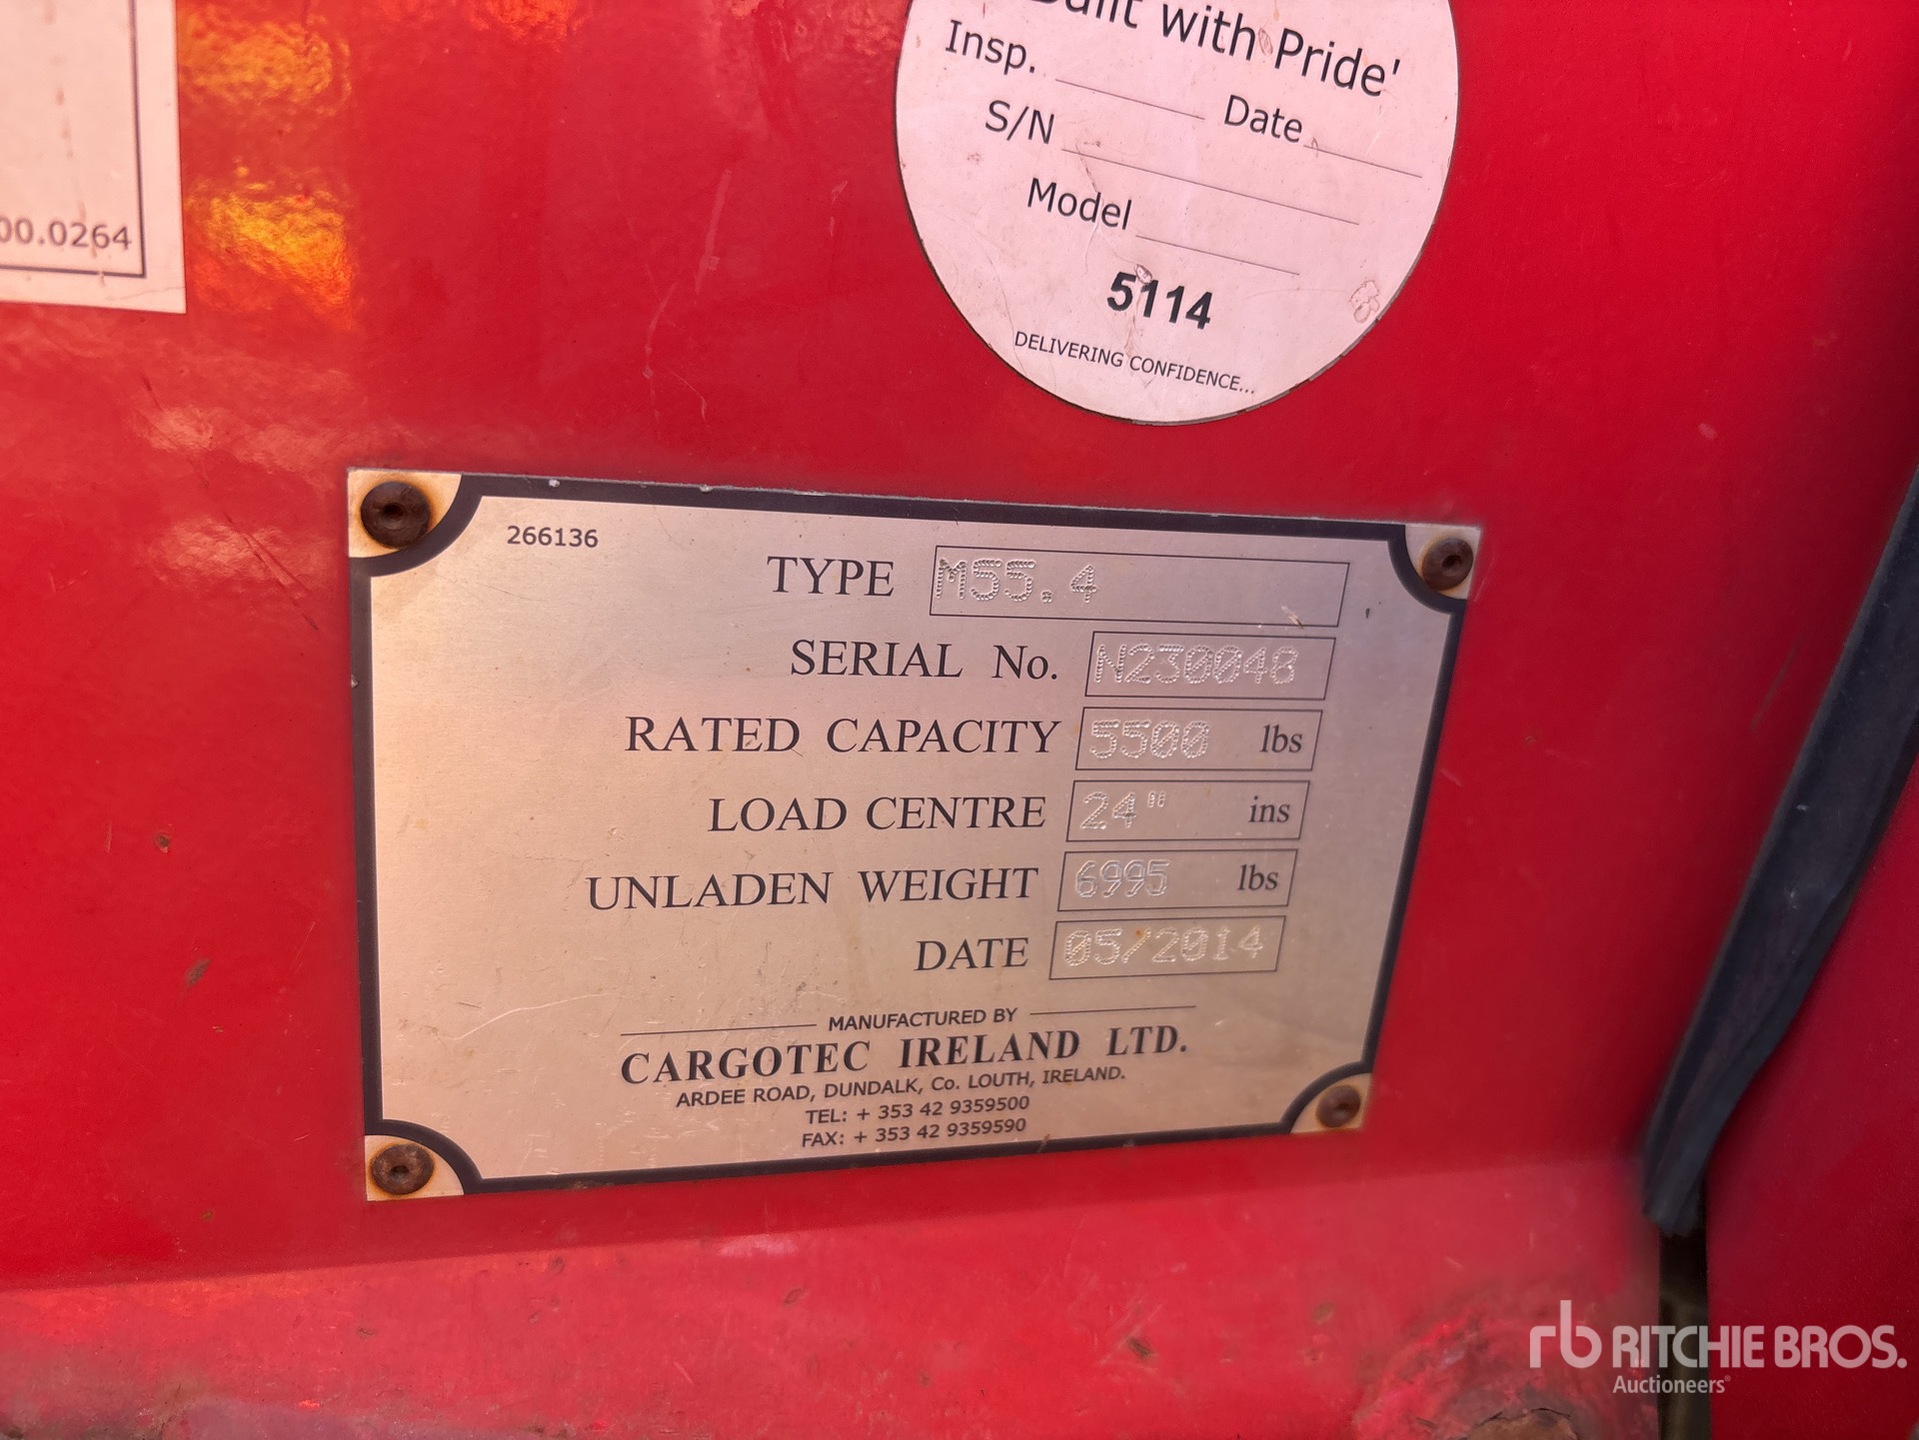 00.0264
Built with Pride'
Insp. Date
S/N
Model
5114
DELIVERING CONFIDENCE...
266136
TYPE M55.4
SERIAL No. N230048
RATED CAPACITY 5500 lbs
LOAD CENTRE 24" ins
UNLADEN WEIGHT 6995 lbs
DATE 05/2014
MANUFACTURED BY
CARGOTEC IRELAND LTD.
ARDEE ROAD, DUNDALK, Co. LOUTH, IRELAND.
TEL: + 353 42 9359500
FAX: + 353 42 9359590
rb RITCHIE BROS.
Auctioneers